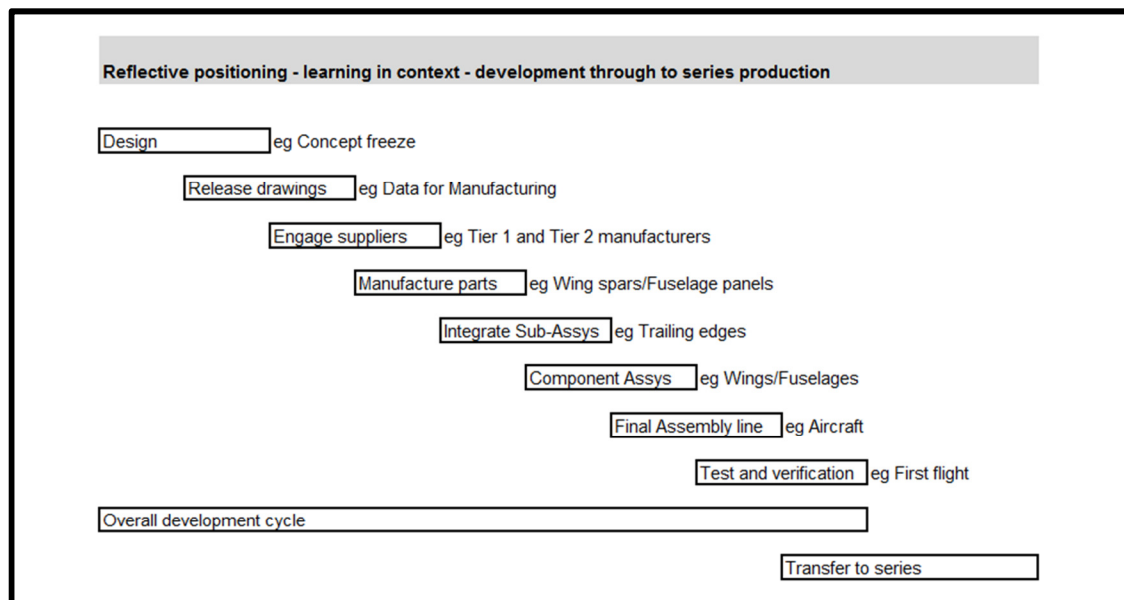 Reflective positioning - learning in context - development through to series production
Design eg Concept freeze
Release drawings eg Data for Manufacturing
Engage suppliers eg Tier 1 and Tier 2 manufacturers
Manufacture parts eg Wing spars/Fuselage panels
Integrate Sub-Assys eg Trailing edges
Component Assys eg Wings/Fuselages
Final Assembly line eg Aircraft
Test and verification eg First flight
Overall development cycle
Transfer to series